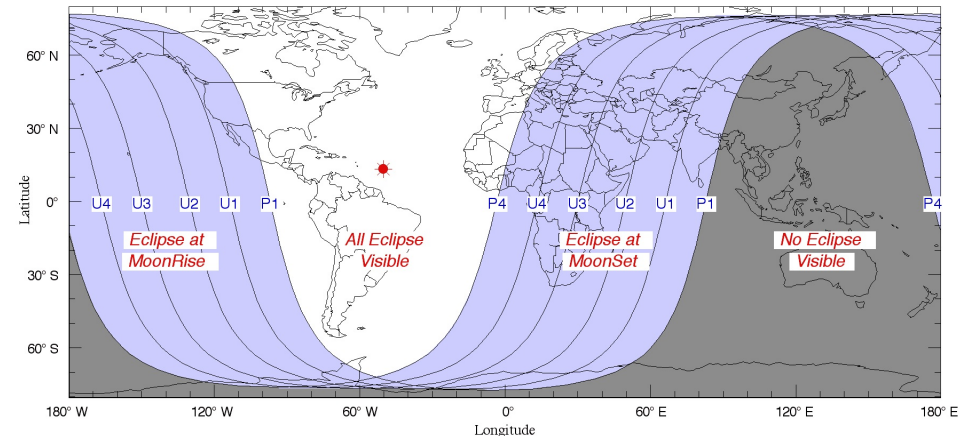 60° N
30° N
0°
30° S
60° S
Latitude
U4 U3 U2 U1 P1 P4 U4 U3 U2 U1 P1 P4
Eclipse at
MoonRise
All Eclipse
Visible
Eclipse at
MoonSet
No Eclipse
Visible
180° W 120° W 60° W 0° 60° E 120° E 180° E
Longitude